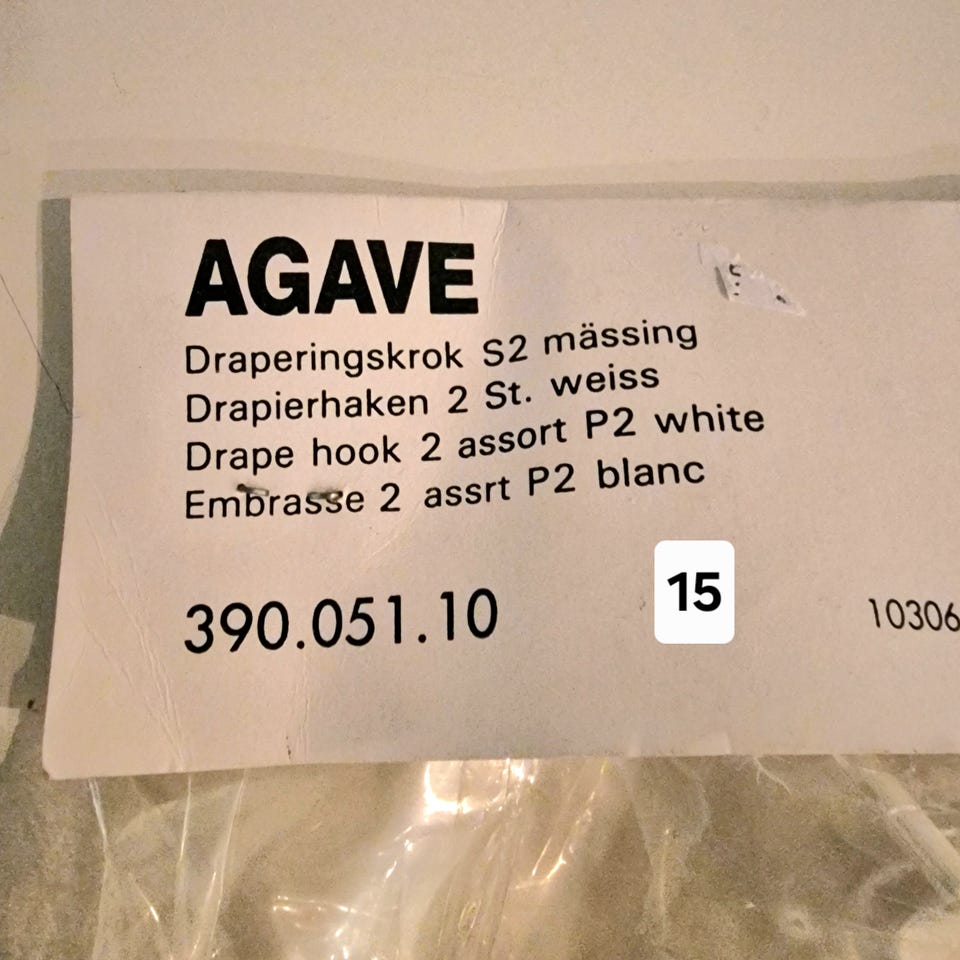 AGAVE
Draperingskrok S2 mässing
Drapierhaken 2 St. weiss
Drape hook 2 assort P2 white
Embrasse 2 assrt P2 blanc
390.051.10
15
10306